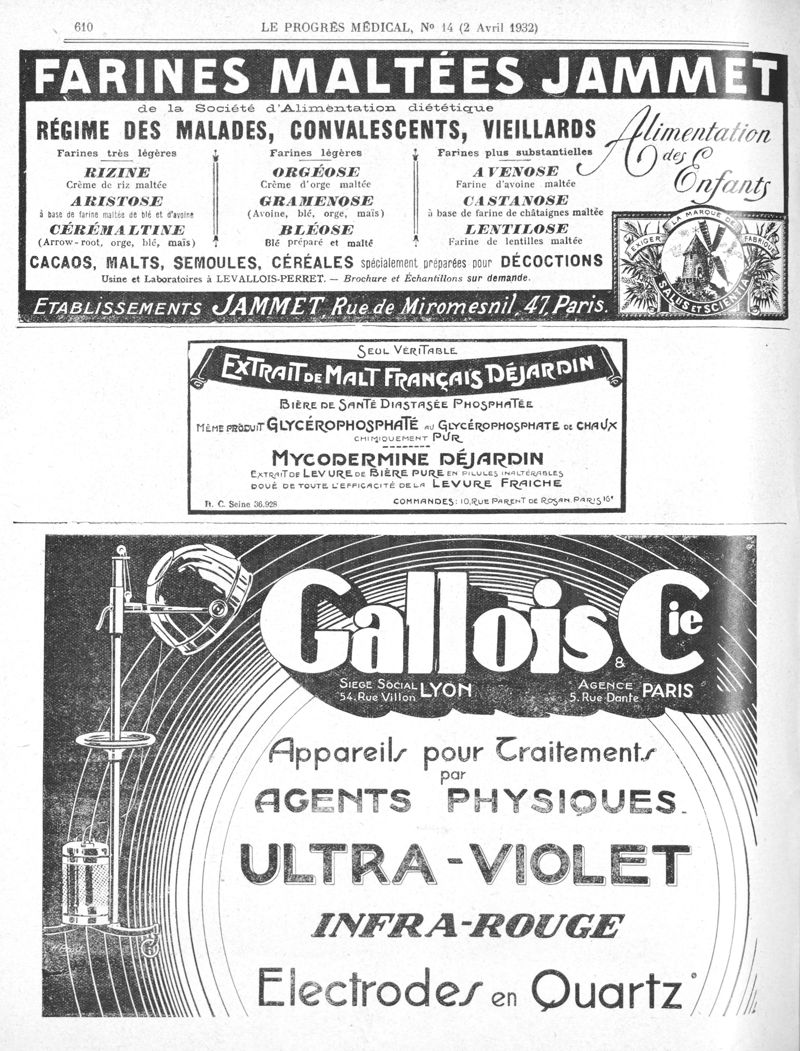 610 LE PROGRÈS MÉDICAL, No 14 (2 Avril 1932)
FARINES MALTÉES JAMMET
de la Société d'Alimentation diététique
RÉGIME DES MALADES, CONVALESCENTS, VIEILLARDS
Alimentation
des
Enfants
Farines très légères
RIZINE
Crème de riz maltée
ARISTOSE
à base de farine maltée de blé et d'avoine
CÉRÉMALTINE
(Arrow-root, orge, blé, maïs)
Farines légères
ORGÉOSE
Crème d'orge maltée
GRAMENOSE
(Avoine, blé, orge, maïs)
BLÉOSE
Blé préparé et malté
Farines plus substantielles
AVENOSE
Farine d'avoine maltée
CASTANOSE
à base de farine de châtaignes maltée
LENTILOSE
Farine de lentilles maltée
EXIGER LA MARQUE DE FABRIQUE
SALUS ET SCIENTIA
CACAOS, MALTS, SEMOULES, CÉRÉALES spécialement préparées pour DÉCOCTIONS
Usine et Laboratoires à LEVALLOIS-PERRET. — Brochure et Échantillons sur demande.
ETABLISSEMENTS JAMMET Rue de Miromesnil, 47, Paris.
SEUL VÉRITABLE
EXTRAIT DE MALT FRANÇAIS DÉJARDIN
BIÈRE DE SANTÉ DIASTASÉE PHOSPHATÉE
MÊME PRODUIT GLYCÉROPHOSPHATÉ AU GLYCÉROPHOSPHATE DE CHAUX
CHIMIQUEMENT PUR
MYCODERMINE DÉJARDIN
EXTRAIT DE LEVURE DE BIÈRE PURE EN PILULES INALTÉRABLES
DOUÉ DE TOUTE L'EFFICACITÉ DE LA LEVURE FRAICHE
R. C. Seine 36.928 COMMANDES: 10, RUE PARENT DE ROSAN, PARIS 16e
Gallois & Cie
SIEGE SOCIAL
54, Rue Villon LYON
AGENCE
5, Rue Dante PARIS
Appareils pour Traitements
par
AGENTS PHYSIQUES
ULTRA-VIOLET
INFRA-ROUGE
Electrodes en Quartz